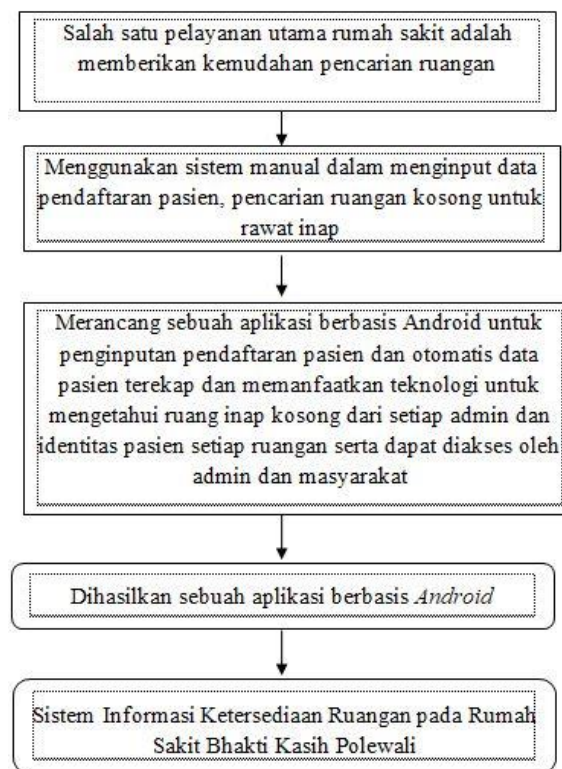 Salah satu pelayanan utama rumah sakit adalah
memberikan kemudahan pencarian ruangan
Menggunakan sistem manual dalam menginput data
pendaftaran pasien, pencarian ruangan kosong untuk
rawat inap
Merancang sebuah aplikasi berbasis Android untuk
penginputan pendaftaran pasien dan otomatis data
pasien terekap dan memanfaatkan teknologi untuk
mengetahui ruang inap kosong dari setiap admin dan
identitas pasien setiap ruangan serta dapat diakses oleh
admin dan masyarakat
Dihasilkan sebuah aplikasi berbasis Android
Sistem Informasi Ketersediaan Ruangan pada Rumah
Sakit Bhakti Kasih Polewali